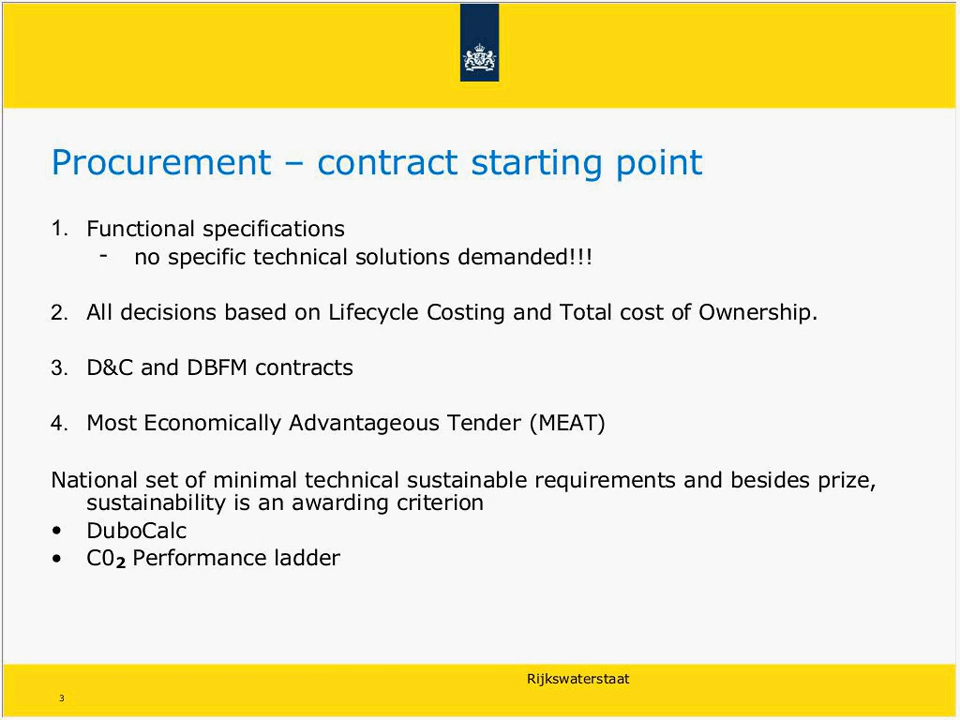 Procurement – contract starting point
1. Functional specifications
- no specific technical solutions demanded!!!
2. All decisions based on Lifecycle Costing and Total cost of Ownership.
3. D&C and DBFM contracts
4. Most Economically Advantageous Tender (MEAT)
National set of minimal technical sustainable requirements and besides prize,
sustainability is an awarding criterion
• DuboCalc
• C0₂ Performance ladder
Rijkswaterstaat
3